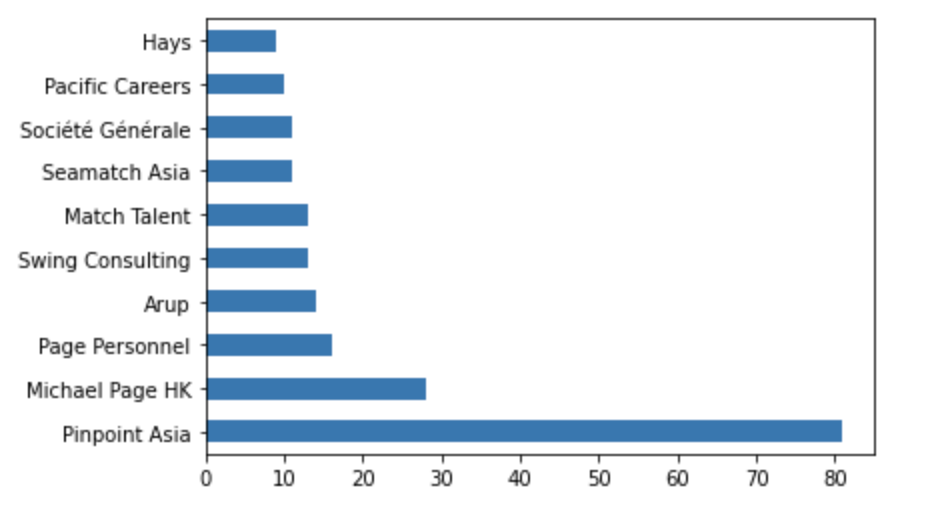 Hays
Pacific Careers
Société Générale
Seamatch Asia
Match Talent
Swing Consulting
Arup
Page Personnel
Michael Page HK
Pinpoint Asia
0 10 20 30 40 50 60 70 80